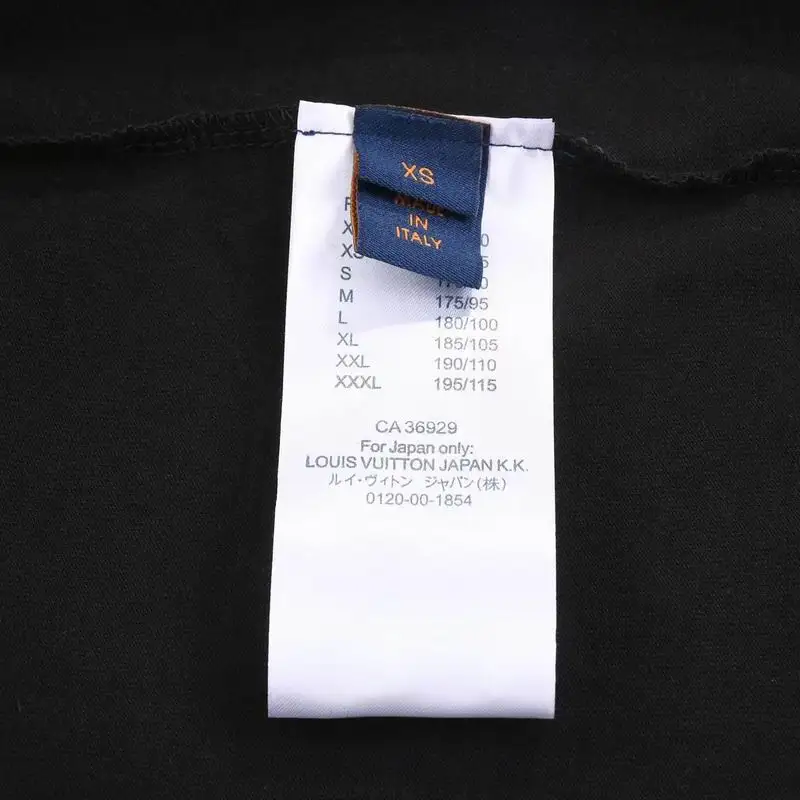 XS
MADE
IN
ITALY
S
M 175/95
L 180/100
XL 185/105
XXL 190/110
XXXL 195/115
CA 36929
For Japan only:
LOUIS VUITTON JAPAN K.K.
ルイ・ヴィトン ジャパン(株)
0120-00-1854